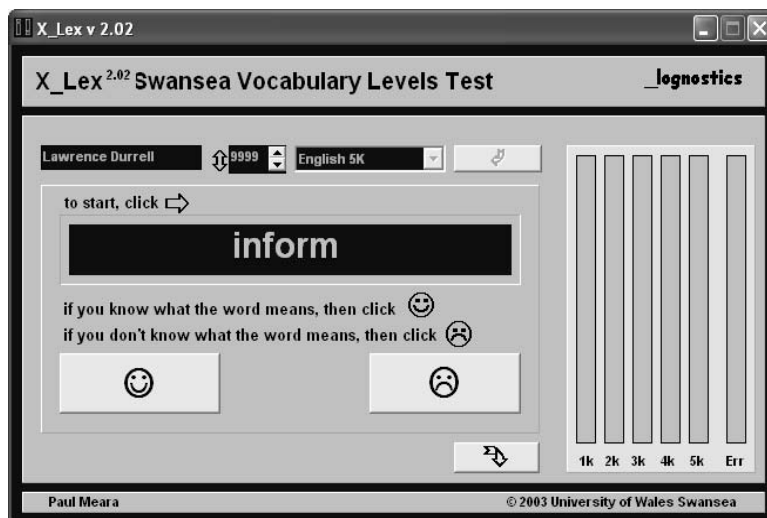 X_Lex v 2.02
X_Lex 2.02 Swansea Vocabulary Levels Test
_lognostics
Lawrence Durrell 9999 English 5K
to start, click
inform
if you know what the word means, then click
if you don't know what the word means, then click
1k 2k 3k 4k 5k Err
Paul Meara © 2003 University of Wales Swansea